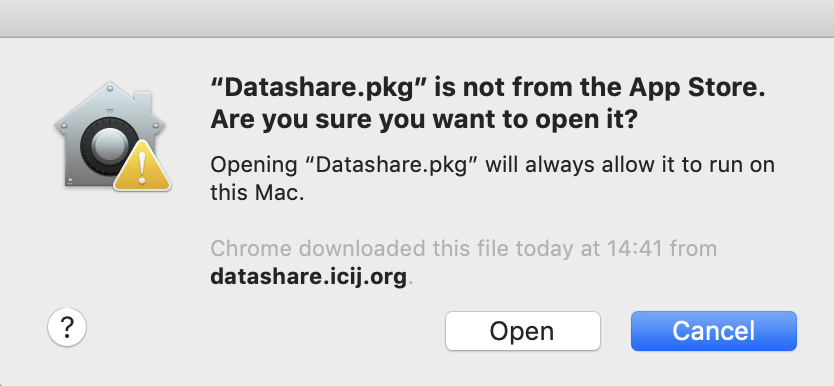 “Datashare.pkg” is not from the App Store.
Are you sure you want to open it?
Opening “Datashare.pkg” will always allow it to run on
this Mac.
Chrome downloaded this file today at 14:41 from
datashare.icij.org.
?
Open
Cancel